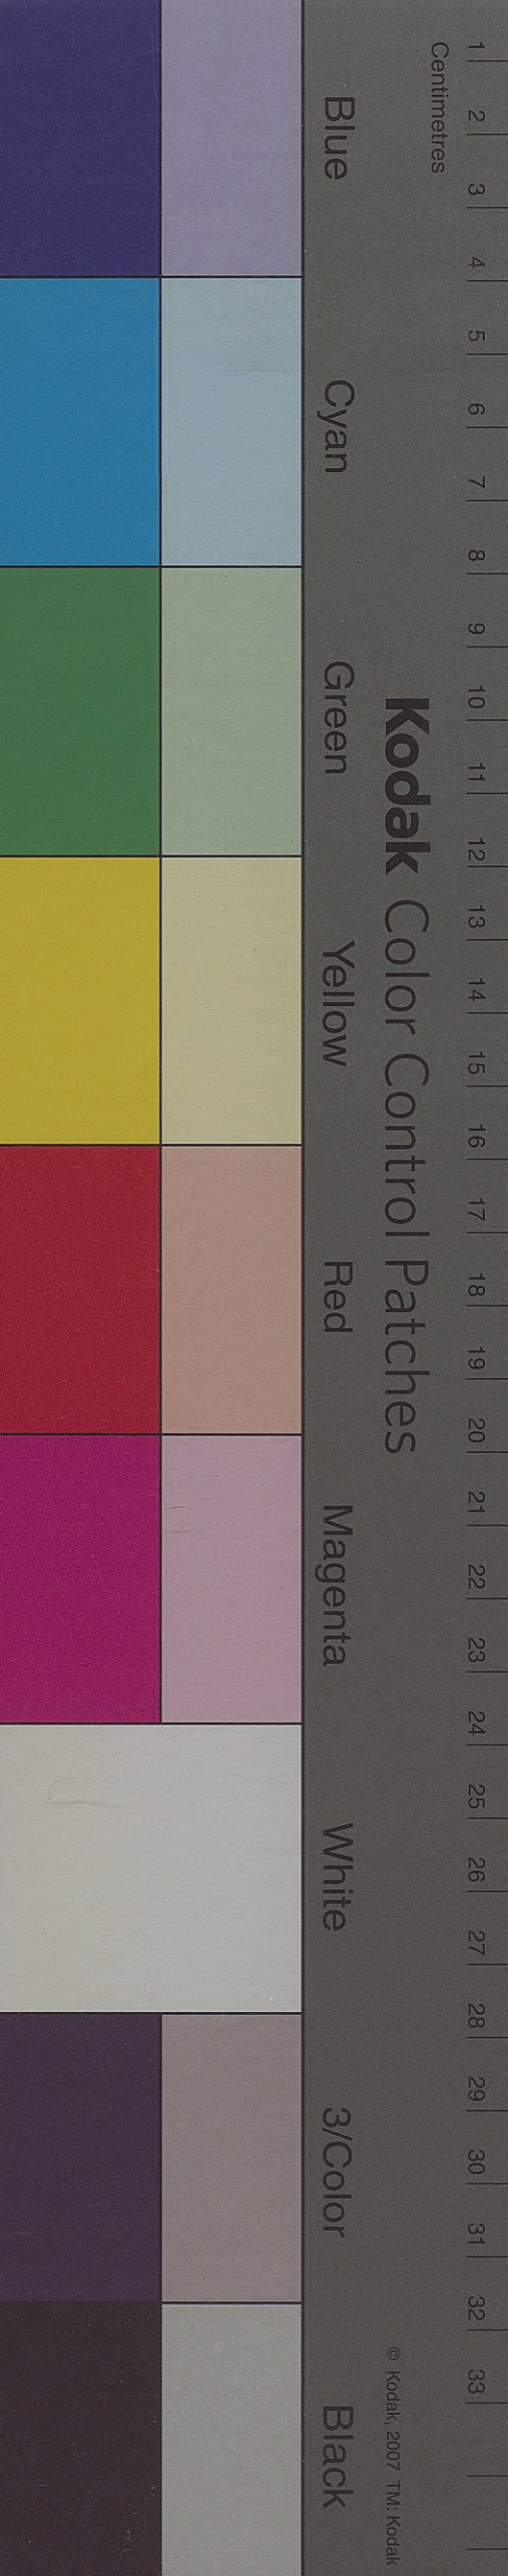 Centimetres
1 2 3 4 5 6 7 8 9 10 11 12 13 14 15 16 17 18 19 20 21 22 23 24 25 26 27 28 29 30 31 32 33
Kodak Color Control Patches
© Kodak, 2007 TM: Kodak
Blue Cyan Green Yellow Red Magenta White 3/Color Black